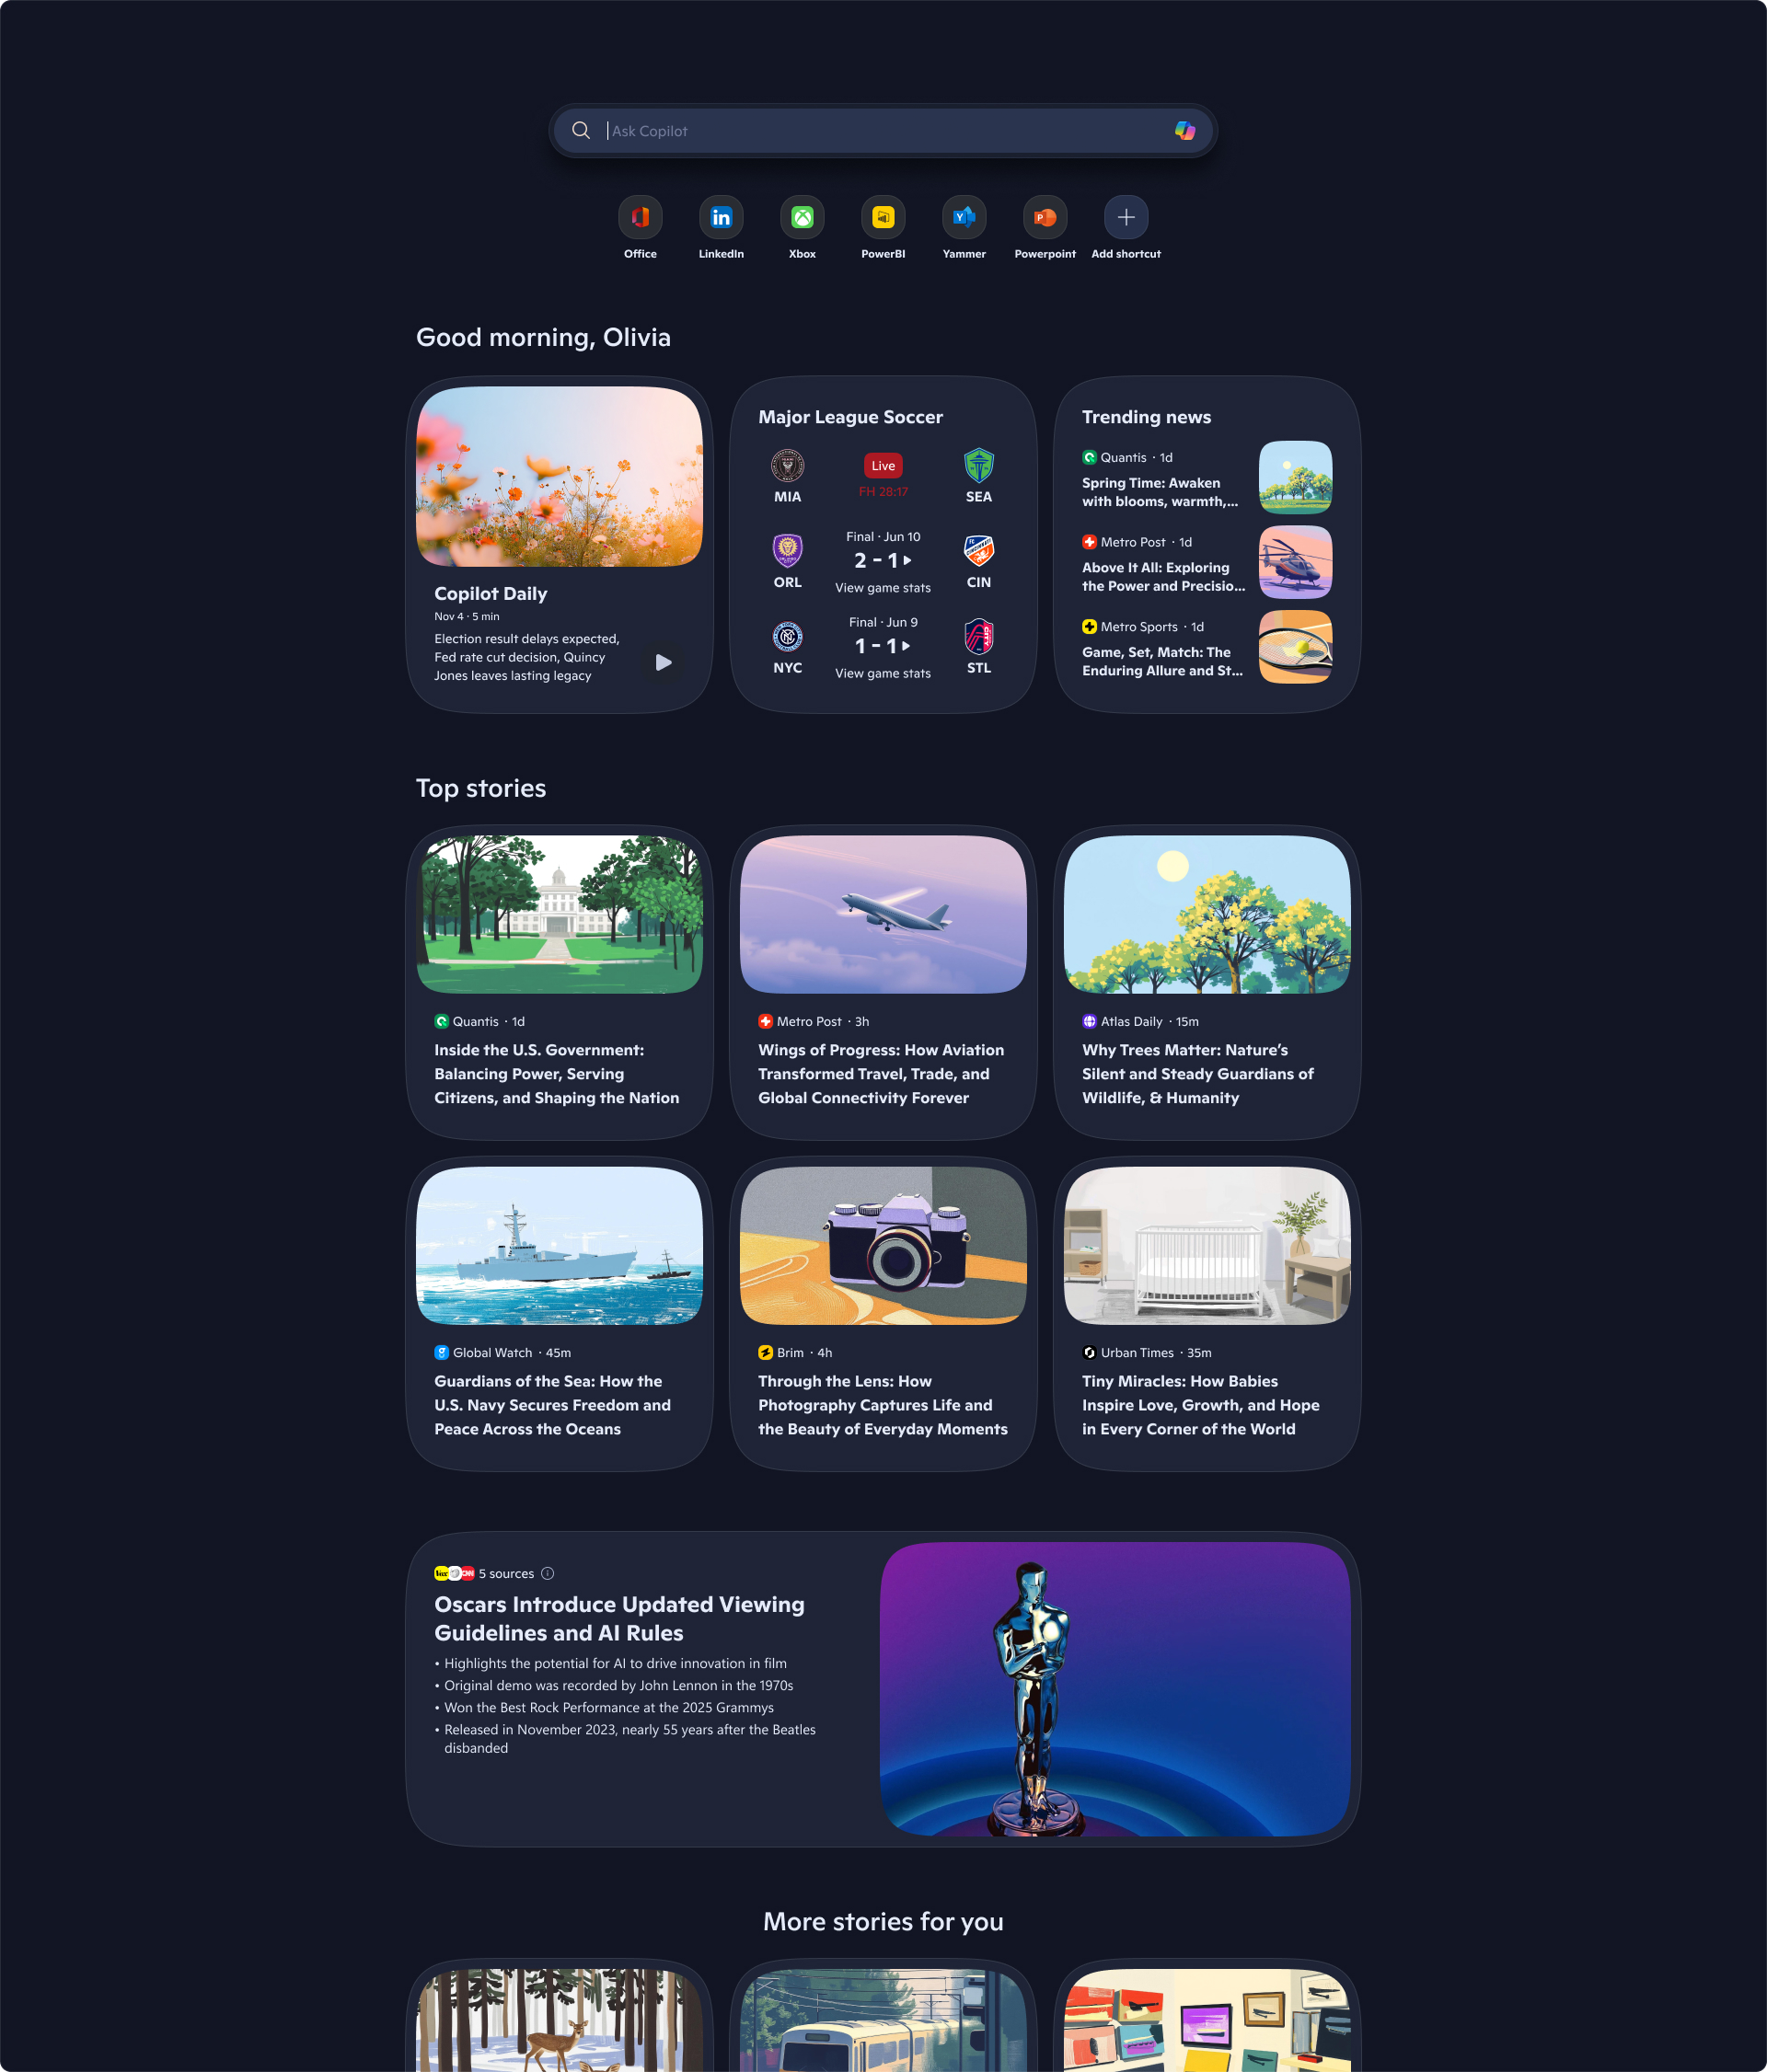 Ask Copilot
Office
LinkedIn
Xbox
PowerBI
Yammer
Powerpoint
Add shortcut
Good morning, Olivia
Copilot Daily
Nov 4 · 5 min
Election result delays expected,
Fed rate cut decision, Quincy
Jones leaves lasting legacy
Major League Soccer
MIA
Live
FH 28:17
SEA
ORL
Final · Jun 10
2 - 1
View game stats
CIN
NYC
Final · Jun 9
1 - 1
View game stats
STL
Trending news
Quantis · 1d
Spring Time: Awaken
with blooms, warmth,...
Metro Post · 1d
Above It All: Exploring
the Power and Precisio...
Metro Sports · 1d
Game, Set, Match: The
Enduring Allure and St...
Top stories
Quantis · 1d
Inside the U.S. Government:
Balancing Power, Serving
Citizens, and Shaping the Nation
Metro Post · 3h
Wings of Progress: How Aviation
Transformed Travel, Trade, and
Global Connectivity Forever
Atlas Daily · 15m
Why Trees Matter: Nature’s
Silent and Steady Guardians of
Wildlife, & Humanity
Global Watch · 45m
Guardians of the Sea: How the
U.S. Navy Secures Freedom and
Peace Across the Oceans
Brim · 4h
Through the Lens: How
Photography Captures Life and
the Beauty of Everyday Moments
Urban Times · 35m
Tiny Miracles: How Babies
Inspire Love, Growth, and Hope
in Every Corner of the World
5 sources
Oscars Introduce Updated Viewing
Guidelines and AI Rules
• Highlights the potential for AI to drive innovation in film
• Original demo was recorded by John Lennon in the 1970s
• Won the Best Rock Performance at the 2025 Grammys
• Released in November 2023, nearly 55 years after the Beatles
disbanded
More stories for you